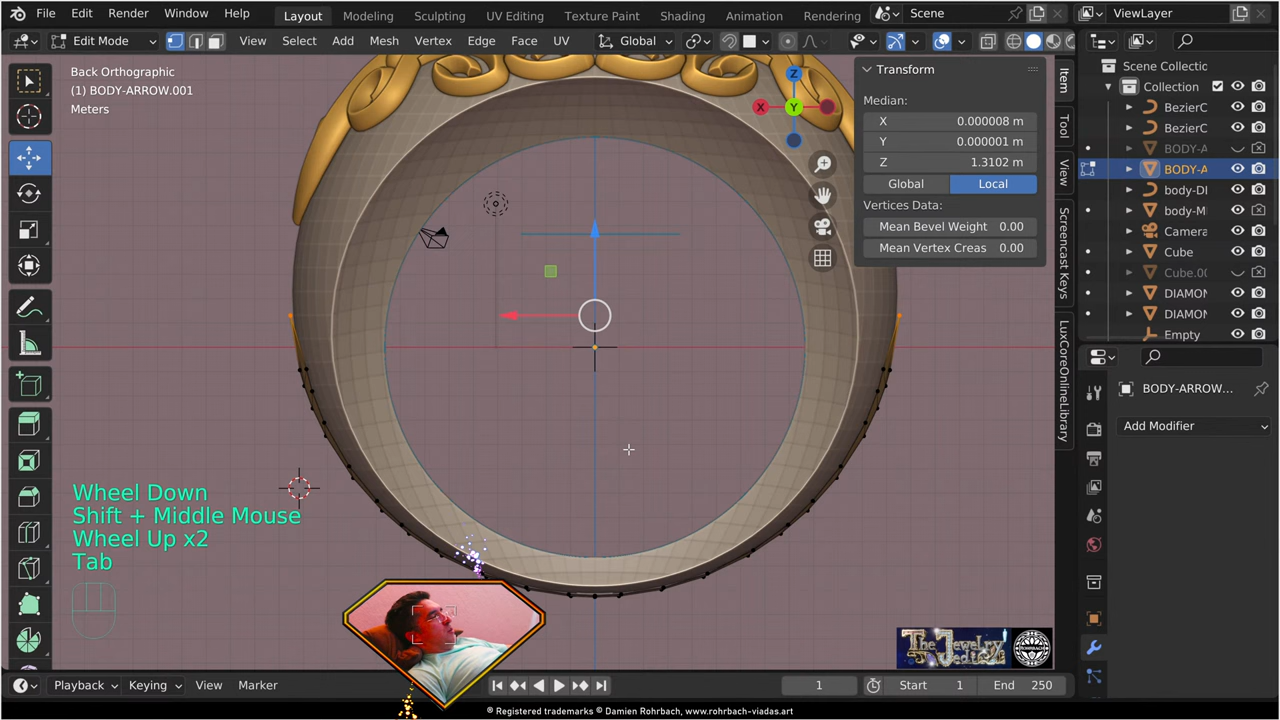 File Edit Render Window Help Layout Modeling Sculpting UV Editing Texture Paint Shading Animation Rendering Scene ViewLayer
Edit Mode View Select Add Mesh Vertex Edge Face UV Global
Back Orthographic
(1) BODY-ARROW.001
Meters
Transform
Median:
X 0.000008 m
Y 0.000001 m
Z 1.3102 m
Global Local
Vertices Data:
Mean Bevel Weight 0.00
Mean Vertex Creas 0.00
X
Y
Z
Item
Tool
View
Screencast Keys
LuxCoreOnlineLibrary
Scene Collectic
Collection
BezierC
BezierC
BODY-A
BODY-A
body-DI
body-M
Camera
Cube
Cube.00
DIAMON
DIAMON
Empty
BODY-ARROW...
Add Modifier
Wheel Down
Shift + Middle Mouse
Wheel Up x2
Tab
The Jewelry Jedi
ROHRBACH
Playback Keying View Marker 1 Start 1 End 250
® Registered trademarks © Damien Rohrbach, www.rohrbach-viadas.art